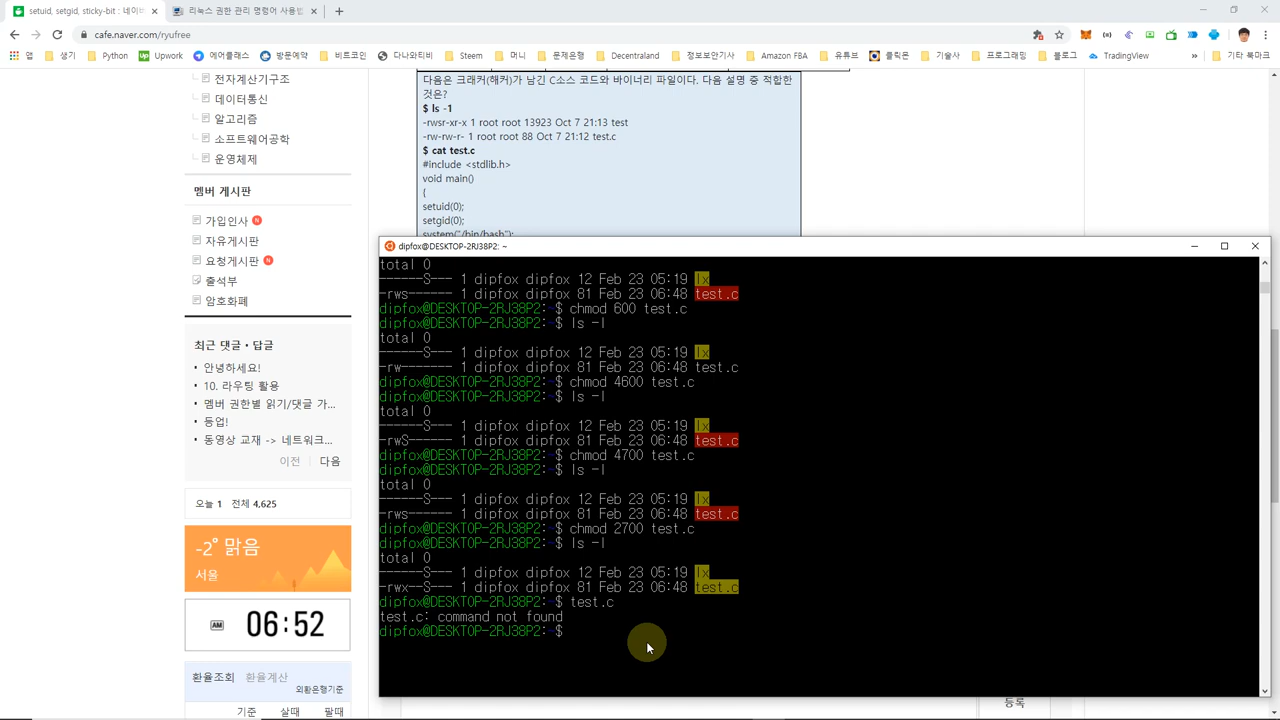 setuid, setgid, sticky-bit : 네이버
리눅스 권한 관리 명령어 사용법
cafe.naver.com/ryufree
앱
생기
Python
Upwork
에어클래스
방문예약
비트코인
다나와티비
Steem
머니
문제은행
Decentraland
정보보안기사
Amazon FBA
유튜브
클릭몬
기술사
프로그래밍
블로그
TradingView
»
기타 북마크
전자계산기구조
데이터통신
알고리즘
소프트웨어공학
운영체제
멤버 게시판
가입인사 N
자유게시판
요청게시판 N
출석부
암호화폐
최근 댓글 · 답글
안녕하세요!
10. 라우팅 활용
멤버 권한별 읽기/댓글 가...
등업!
동영상 교재 -> 네트워크...
이전 | 다음
오늘 1 전체 4,625
-2° 맑음
서울
AM 06:52
환율조회 환율계산
외환은행기준
기준 살때 팔때
다음은 크래커(해커)가 남긴 C소스 코드와 바이너리 파일이다. 다음 설명 중 적합한
것은?
$ ls -1
-rwsr-xr-x 1 root root 13923 Oct 7 21:13 test
-rw-rw-r- 1 root root 88 Oct 7 21:12 test.c
$ cat test.c
#include <stdlib.h>
void main()
{
setuid(0);
setgid(0);
system("/bin/bash");
dipfox@DESKTOP-2RJ38P2: ~
total 0
------S--- 1 dipfox dipfox 12 Feb 23 05:19 lx
-rws------ 1 dipfox dipfox 81 Feb 23 06:48 test.c
dipfox@DESKTOP-2RJ38P2:~$ chmod 600 test.c
dipfox@DESKTOP-2RJ38P2:~$ ls -l
total 0
------S--- 1 dipfox dipfox 12 Feb 23 05:19 lx
-rw------- 1 dipfox dipfox 81 Feb 23 06:48 test.c
dipfox@DESKTOP-2RJ38P2:~$ chmod 4600 test.c
dipfox@DESKTOP-2RJ38P2:~$ ls -l
total 0
------S--- 1 dipfox dipfox 12 Feb 23 05:19 lx
-rwS------ 1 dipfox dipfox 81 Feb 23 06:48 test.c
dipfox@DESKTOP-2RJ38P2:~$ chmod 4700 test.c
dipfox@DESKTOP-2RJ38P2:~$ ls -l
total 0
------S--- 1 dipfox dipfox 12 Feb 23 05:19 lx
-rws------ 1 dipfox dipfox 81 Feb 23 06:48 test.c
dipfox@DESKTOP-2RJ38P2:~$ chmod 2700 test.c
dipfox@DESKTOP-2RJ38P2:~$ ls -l
total 0
------S--- 1 dipfox dipfox 12 Feb 23 05:19 lx
-rwx--S--- 1 dipfox dipfox 81 Feb 23 06:48 test.c
dipfox@DESKTOP-2RJ38P2:~$ test.c
test.c: command not found
dipfox@DESKTOP-2RJ38P2:~$
등록